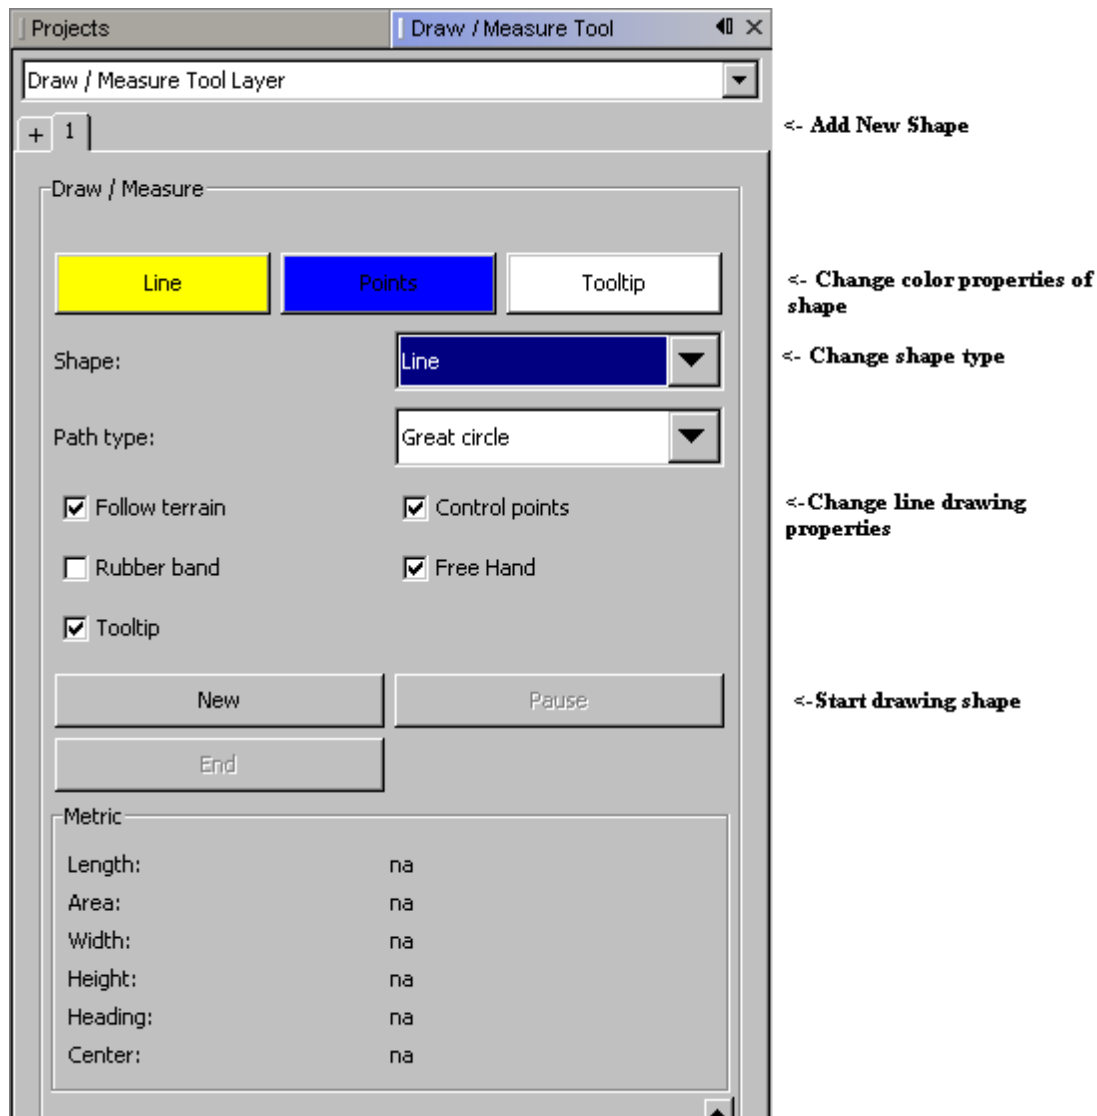 Projects Draw / Measure Tool
Draw / Measure Tool Layer
+ 1 <- Add New Shape
Draw / Measure
Line Points Tooltip <- Change color properties of
shape
Shape: Line <- Change shape type
Path type: Great circle
Follow terrain Control points <-Change line drawing
properties
Rubber band Free Hand
Tooltip
New Pause <-Start drawing shape
End
Metric
Length: na
Area: na
Width: na
Height: na
Heading: na
Center: na